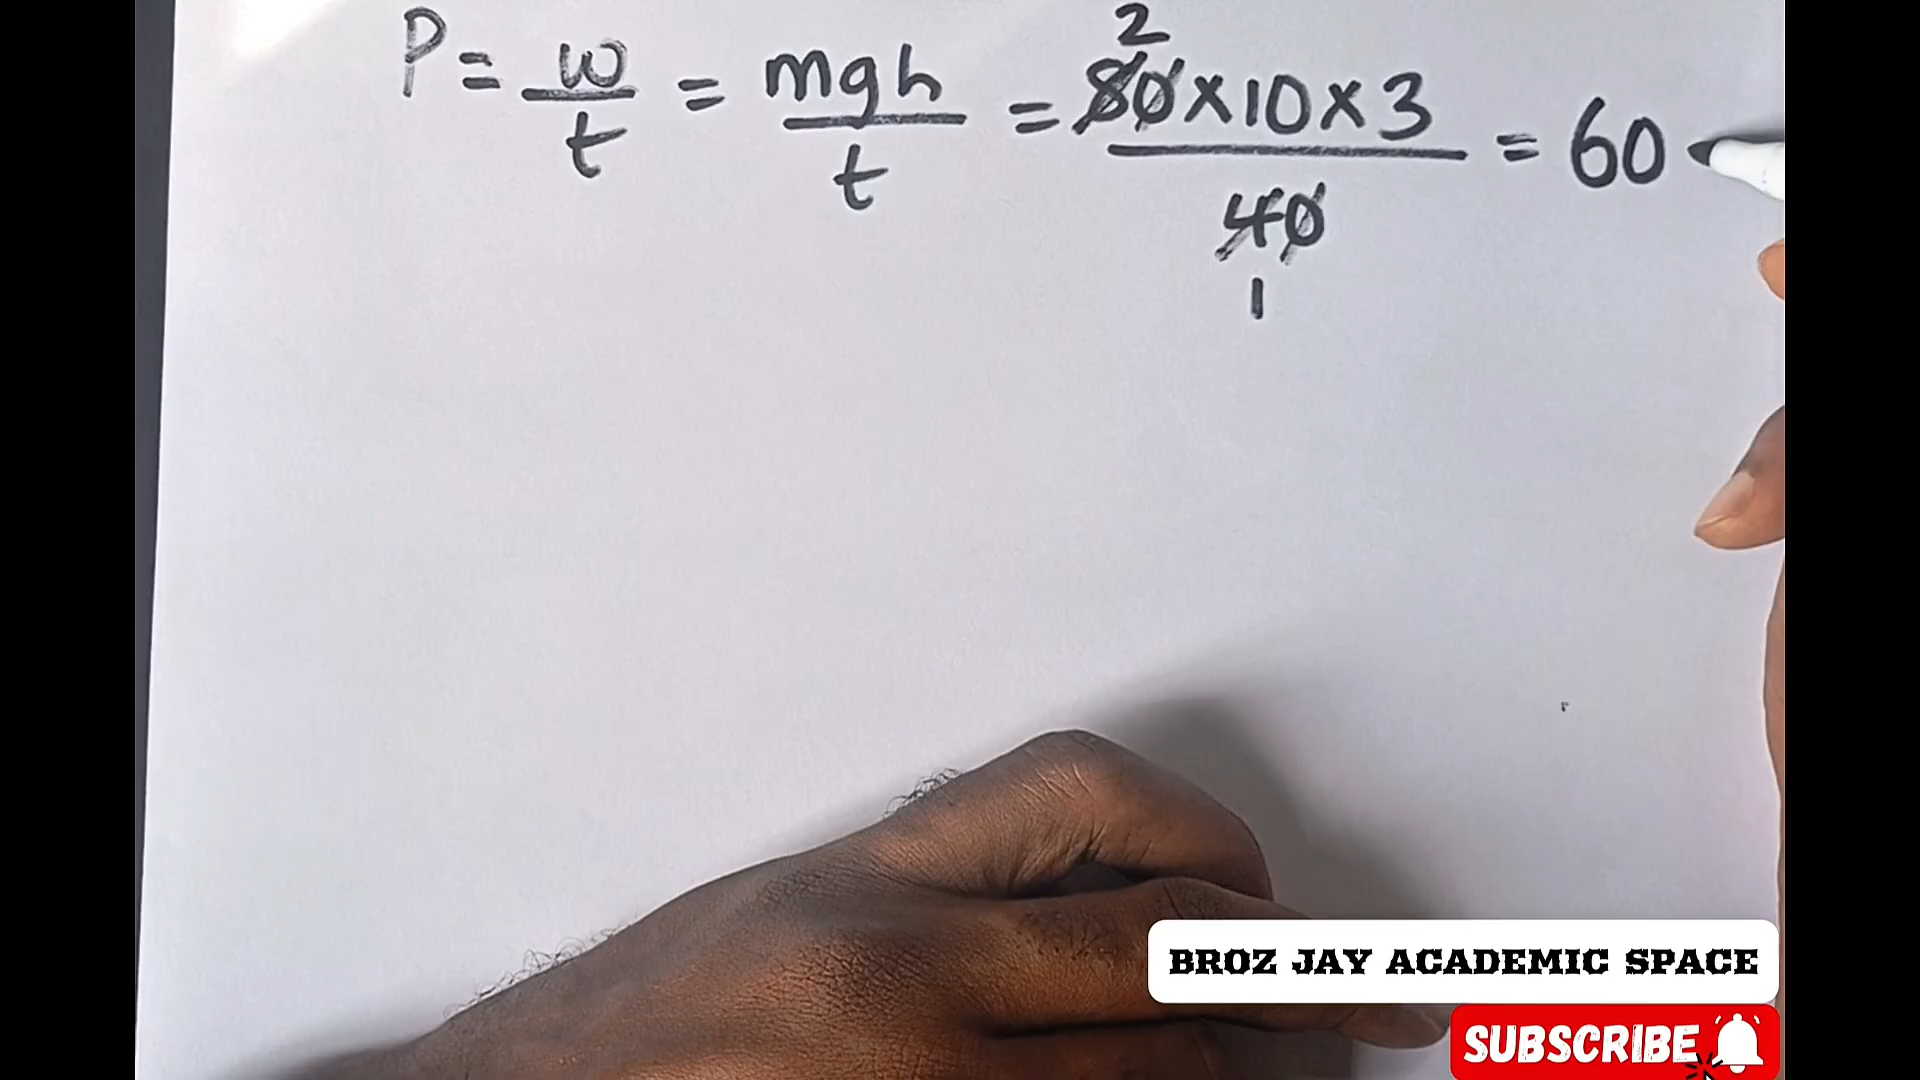 P = w/t = mgh/t = 80×10×3/40 = 60
2
1
BROZ JAY ACADEMIC SPACE
SUBSCRIBE